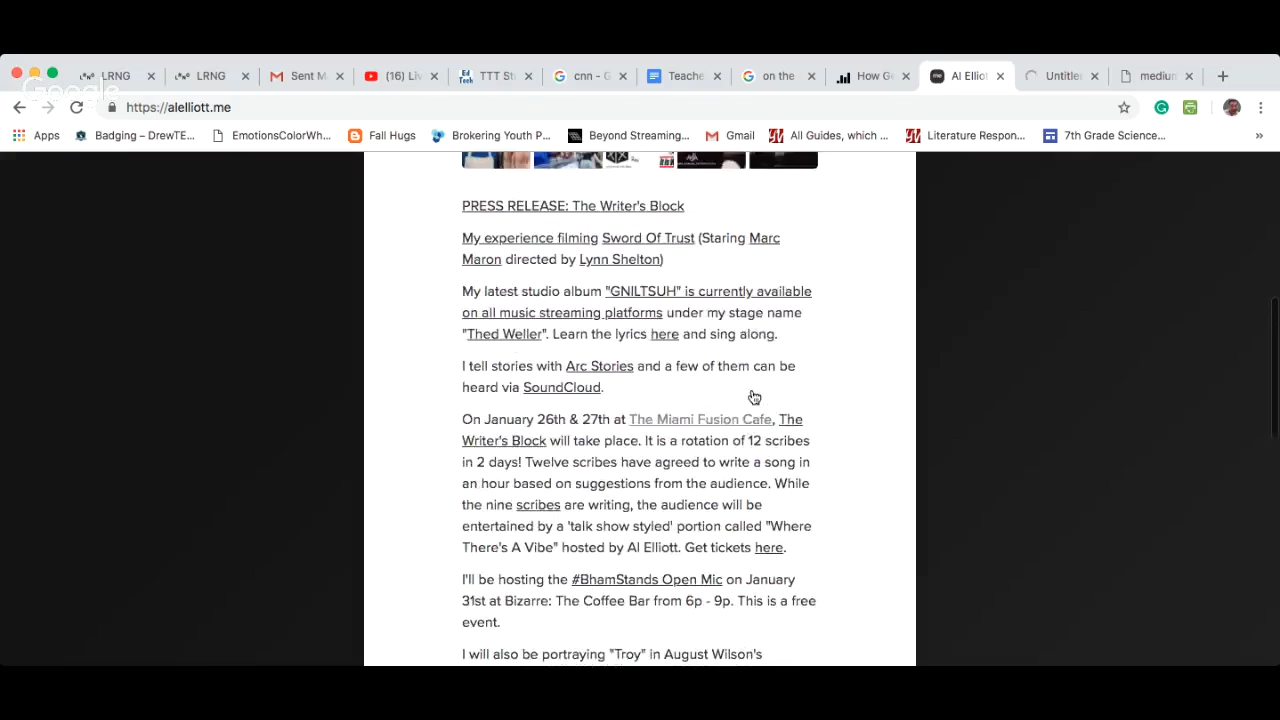 LRNG
LRNG
Sent M
(16) Liv
TTT St
cnn - G
Teache
on the
How Ge
Al Elliot
Untitle
mediun
Google
https://alelliott.me
Apps
Badging – DrewTE...
EmotionsColorWh...
Fall Hugs
Brokering Youth P...
Beyond Streaming...
Gmail
All Guides, which ...
Literature Respon...
7th Grade Science...
»
PRESS RELEASE: The Writer's Block
My experience filming Sword Of Trust (Staring Marc
Maron directed by Lynn Shelton)
My latest studio album "GNILTSUH" is currently available
on all music streaming platforms under my stage name
"Thed Weller". Learn the lyrics here and sing along.
I tell stories with Arc Stories and a few of them can be
heard via SoundCloud.
On January 26th & 27th at The Miami Fusion Cafe, The
Writer's Block will take place. It is a rotation of 12 scribes
in 2 days! Twelve scribes have agreed to write a song in
an hour based on suggestions from the audience. While
the nine scribes are writing, the audience will be
entertained by a 'talk show styled' portion called "Where
There's A Vibe" hosted by Al Elliott. Get tickets here.
I'll be hosting the #BhamStands Open Mic on January
31st at Bizarre: The Coffee Bar from 6p - 9p. This is a free
event.
I will also be portraying "Troy" in August Wilson's